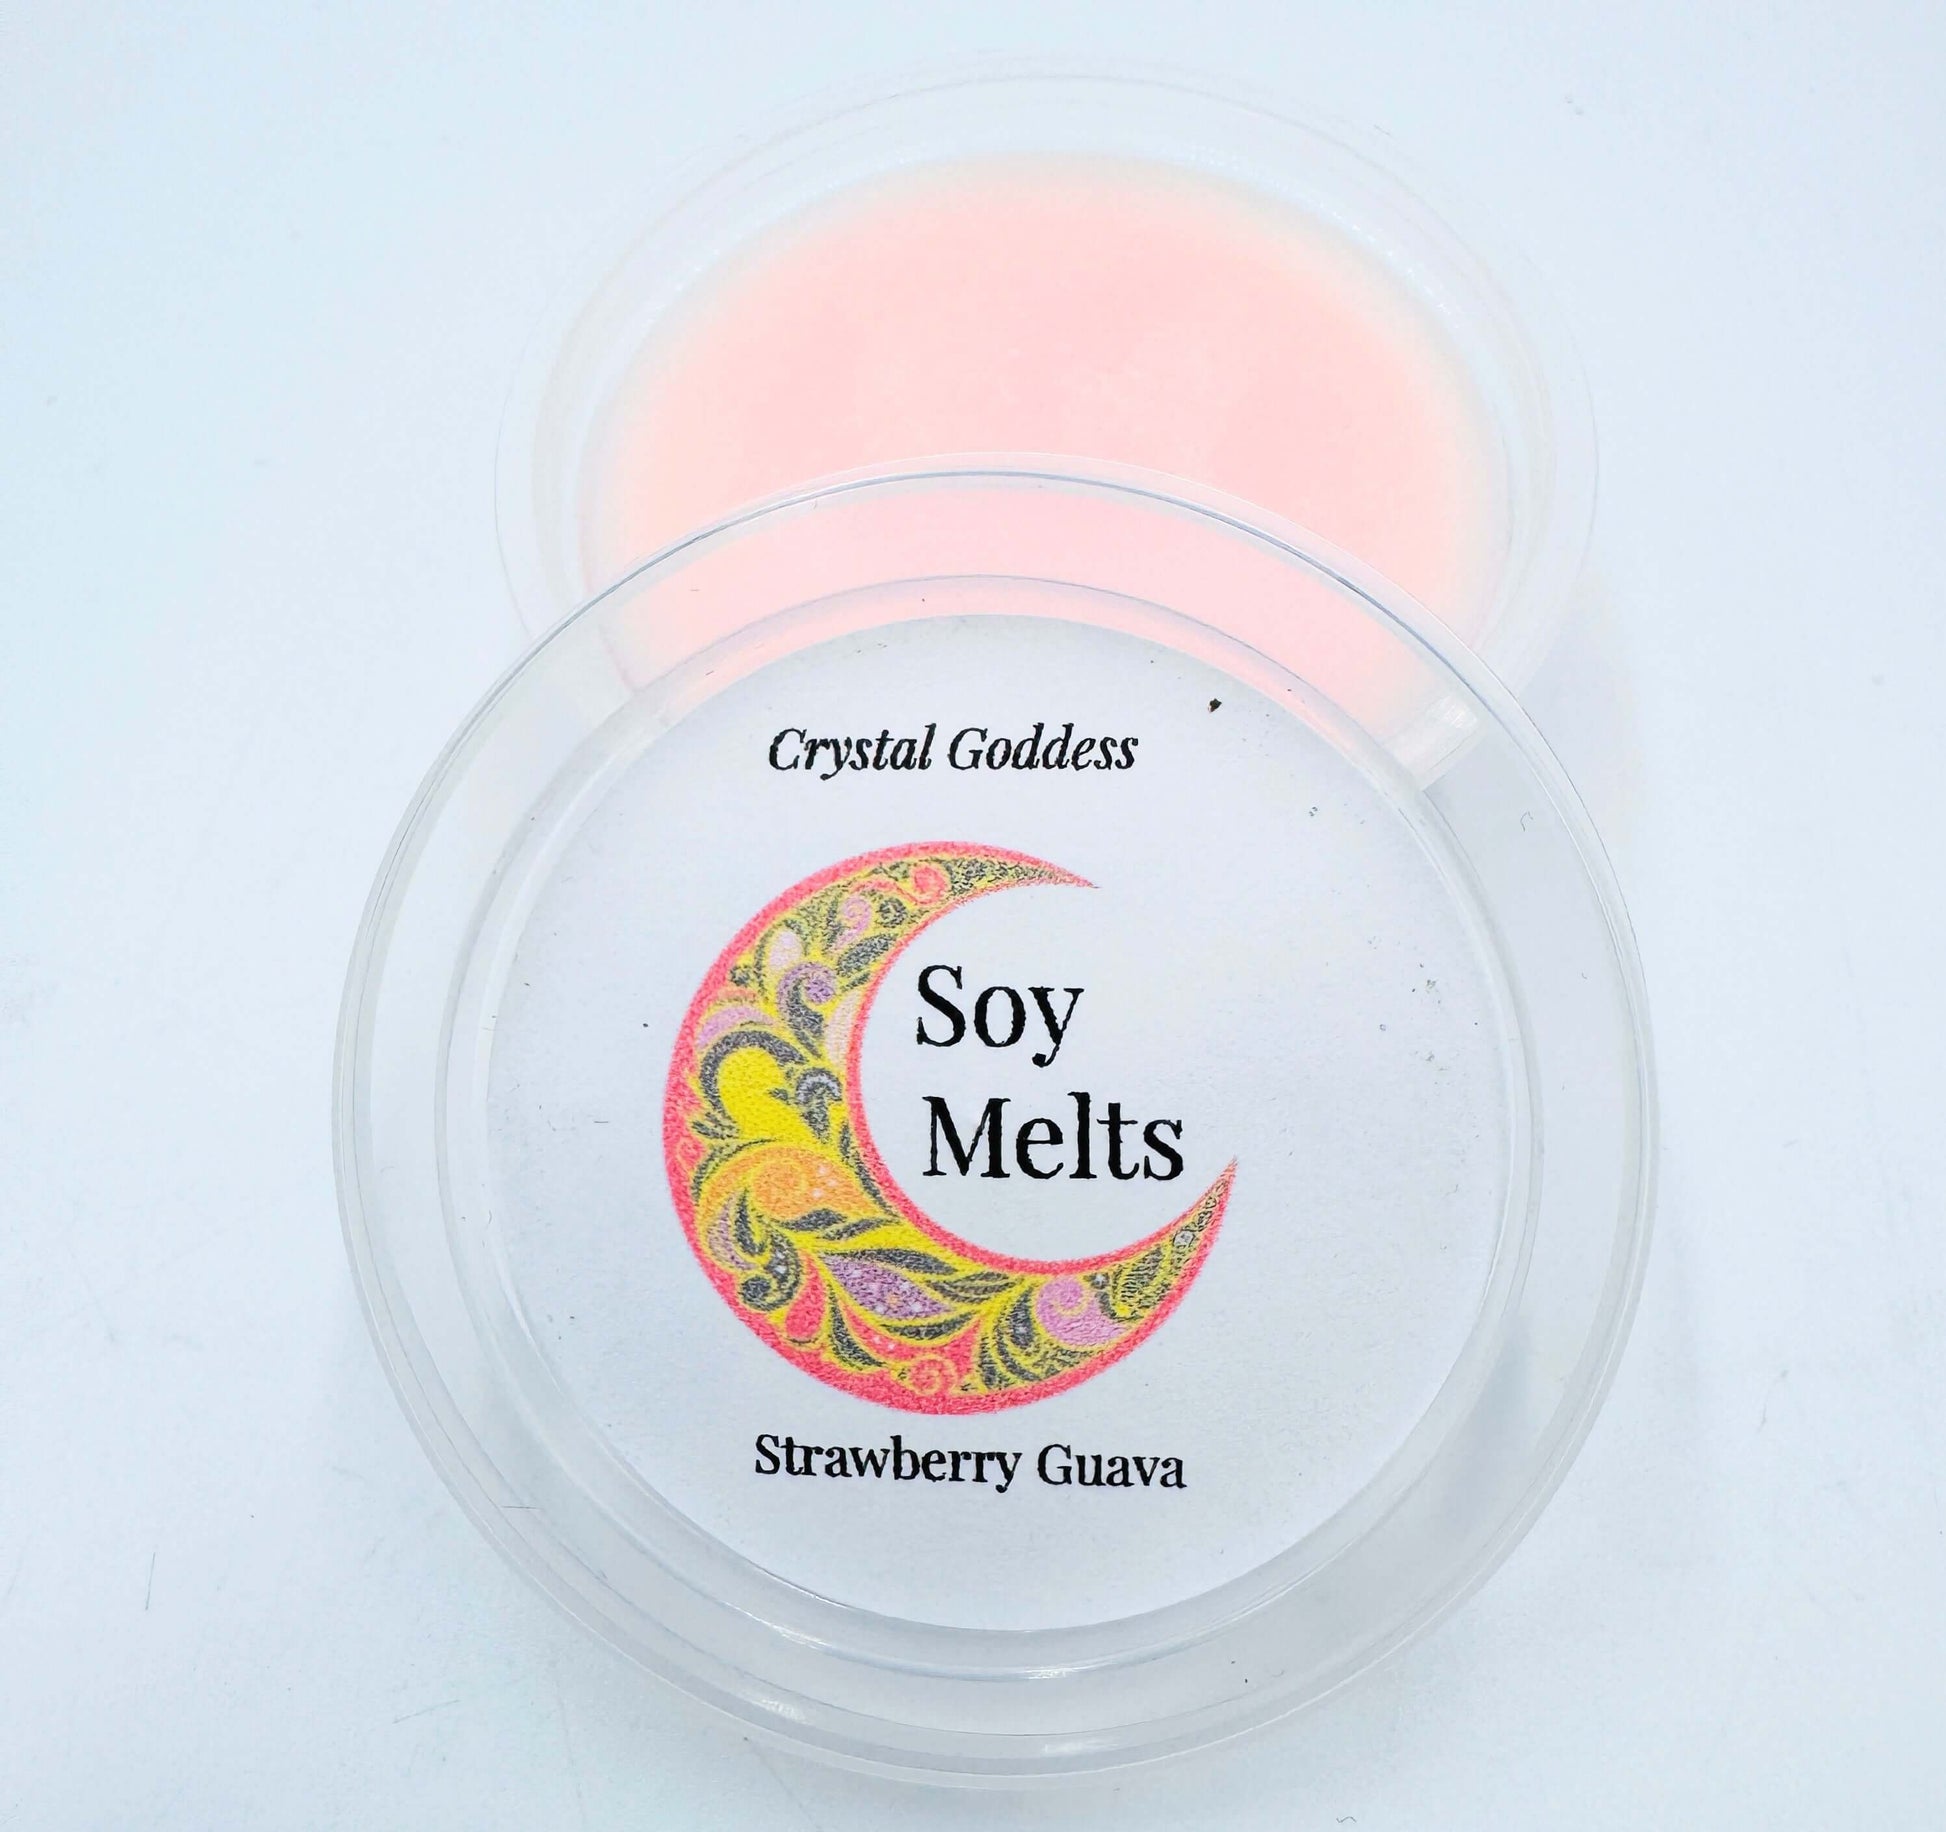 Crystal Goddess
Soy
Melts
Strawberry Guava